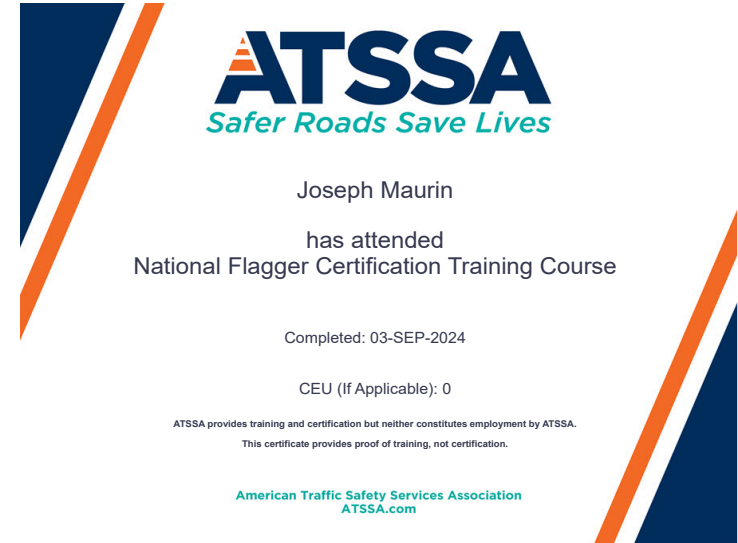 ATSSA
Safer Roads Save Lives
Joseph Maurin
has attended
National Flagger Certification Training Course
Completed: 03-SEP-2024
CEU (If Applicable): 0
ATSSA provides training and certification but neither constitutes employment by ATSSA.
This certificate provides proof of training, not certification.
American Traffic Safety Services Association
ATSSA.com